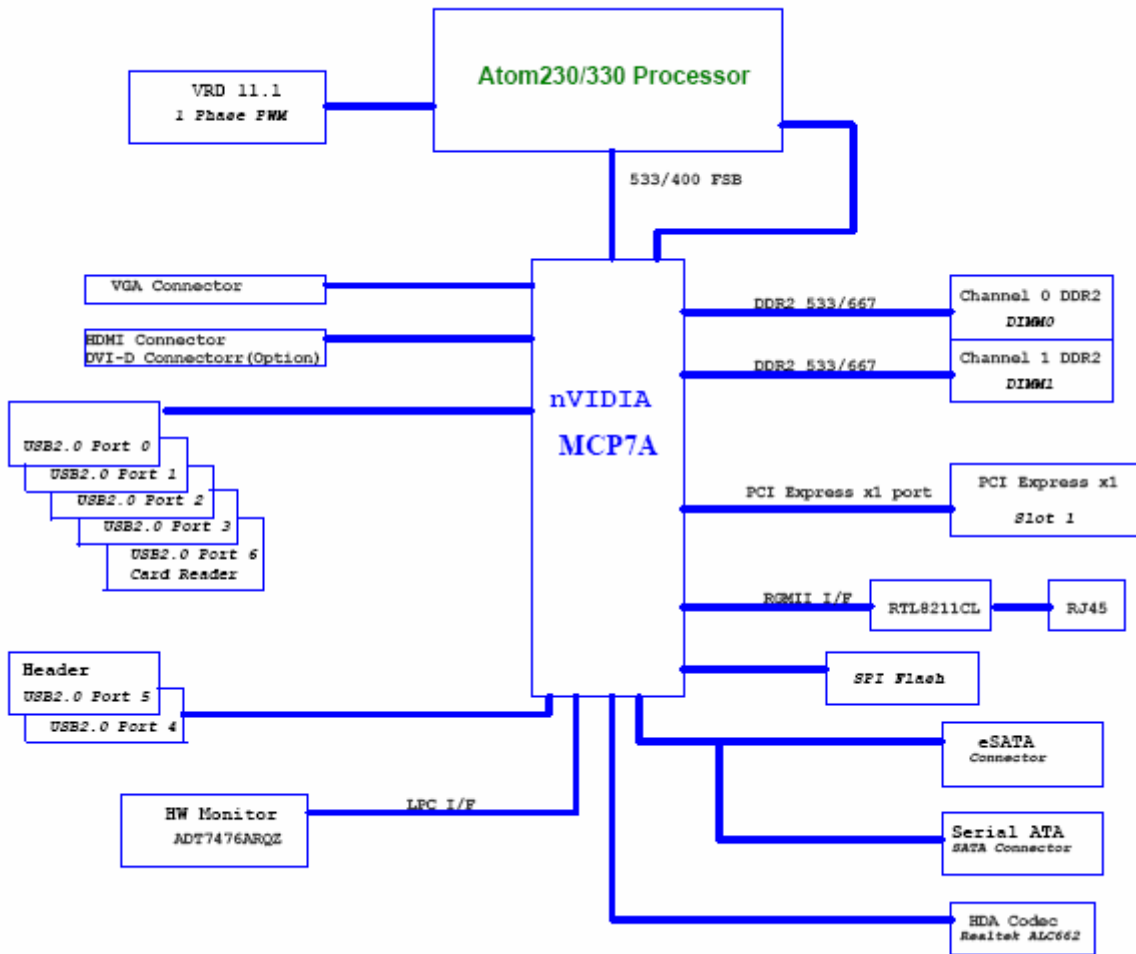 Atom230/330 Processor
VRD 11.1
1 Phase PWM
533/400 FSB
VGA Connector
HDMI Connector
DVI-D Connectorr(Option)
DDR2 533/667
Channel 0 DDR2
DIMM0
DDR2 533/667
Channel 1 DDR2
DIMM1
nVIDIA
MCP7A
USB2.0 Port 0
USB2.0 Port 1
USB2.0 Port 2
USB2.0 Port 3
USB2.0 Port 6
Card Reader
PCI Express x1 port
PCI Express x1
Slot 1
RGMII I/F
RTL8211CL
RJ45
SPI Flash
Header
USB2.0 Port 5
USB2.0 Port 4
eSATA
Connector
HW Monitor
ADT7476ARQZ
LPC I/F
Serial ATA
SATA Connector
HDA Codec
Realtek ALC662